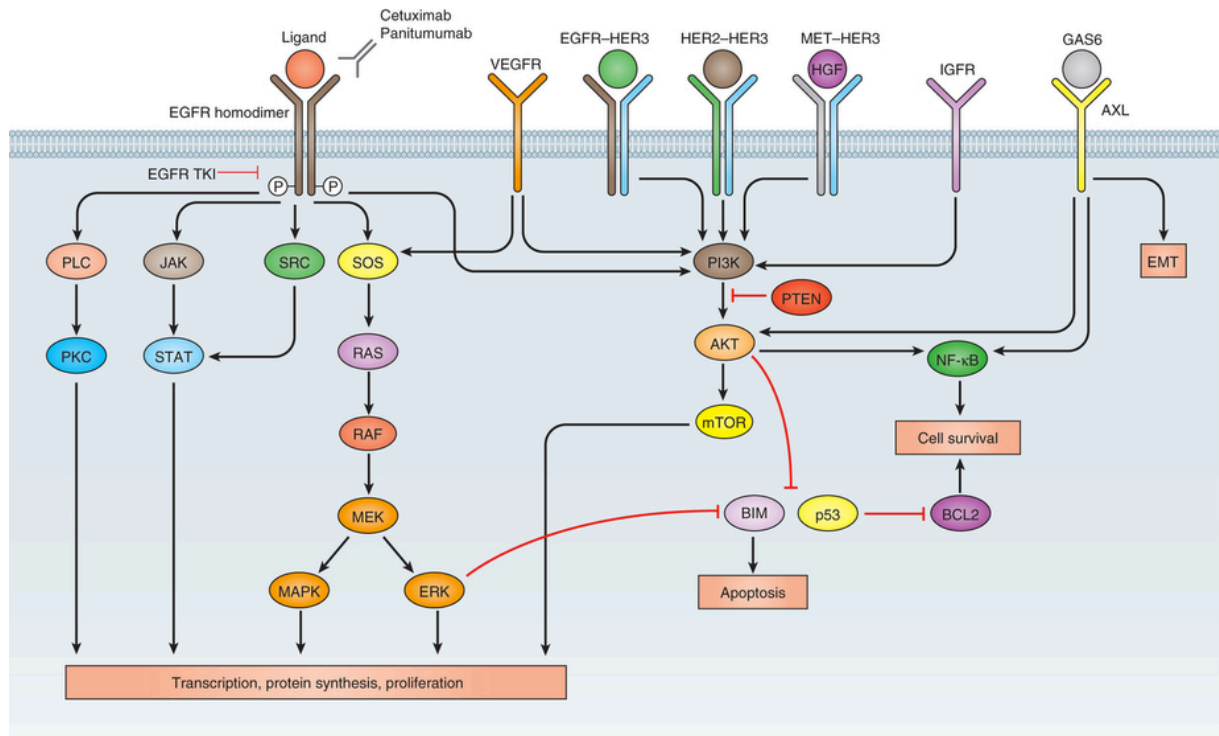 Cetuximab
Panitumumab
Ligand
EGFR–HER3
HER2–HER3
MET–HER3
GAS6
VEGFR
HGF
IGFR
EGFR homodimer
AXL
EGFR TKI
P
P
PLC
JAK
SRC
SOS
PI3K
EMT
PTEN
PKC
STAT
RAS
AKT
NF-κB
RAF
mTOR
Cell survival
MEK
BIM
p53
BCL2
MAPK
ERK
Apoptosis
Transcription, protein synthesis, proliferation